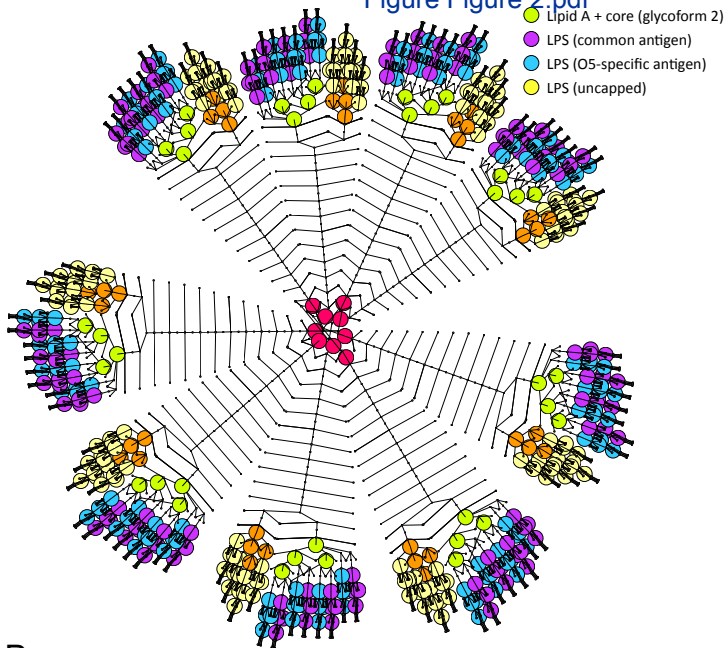 Figure Figure 2.pdf
Lipid A + core (glycoform 2)
LPS (common antigen)
LPS (O5-specific antigen)
LPS (uncapped)